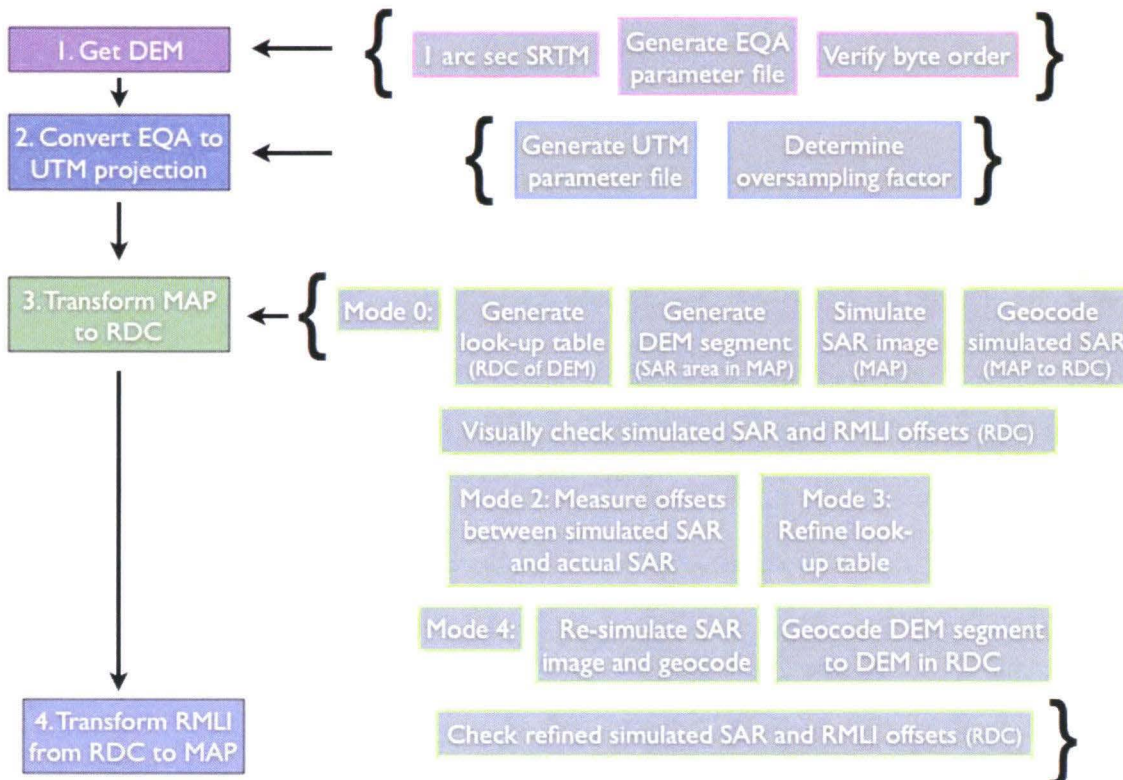 1. Get DEM
{
1 arc sec SRTM
Generate EQA
parameter file
Verify byte order
}
2. Convert EQA to
UTM projection
{
Generate UTM
parameter file
Determine
oversampling factor
}
3. Transform MAP
to RDC
{
Mode 0:
Generate
look-up table
(RDC of DEM)
Generate
DEM segment
(SAR area in MAP)
Simulate
SAR image
(MAP)
Geocode
simulated SAR
(MAP to RDC)
Visually check simulated SAR and RMLI offsets (RDC)
Mode 2: Measure offsets
between simulated SAR
and actual SAR
Mode 3:
Refine look-
up table
Mode 4:
Re-simulate SAR
image and geocode
Geocode DEM segment
to DEM in RDC
Check refined simulated SAR and RMLI offsets (RDC)
}
4. Transform RMLI
from RDC to MAP